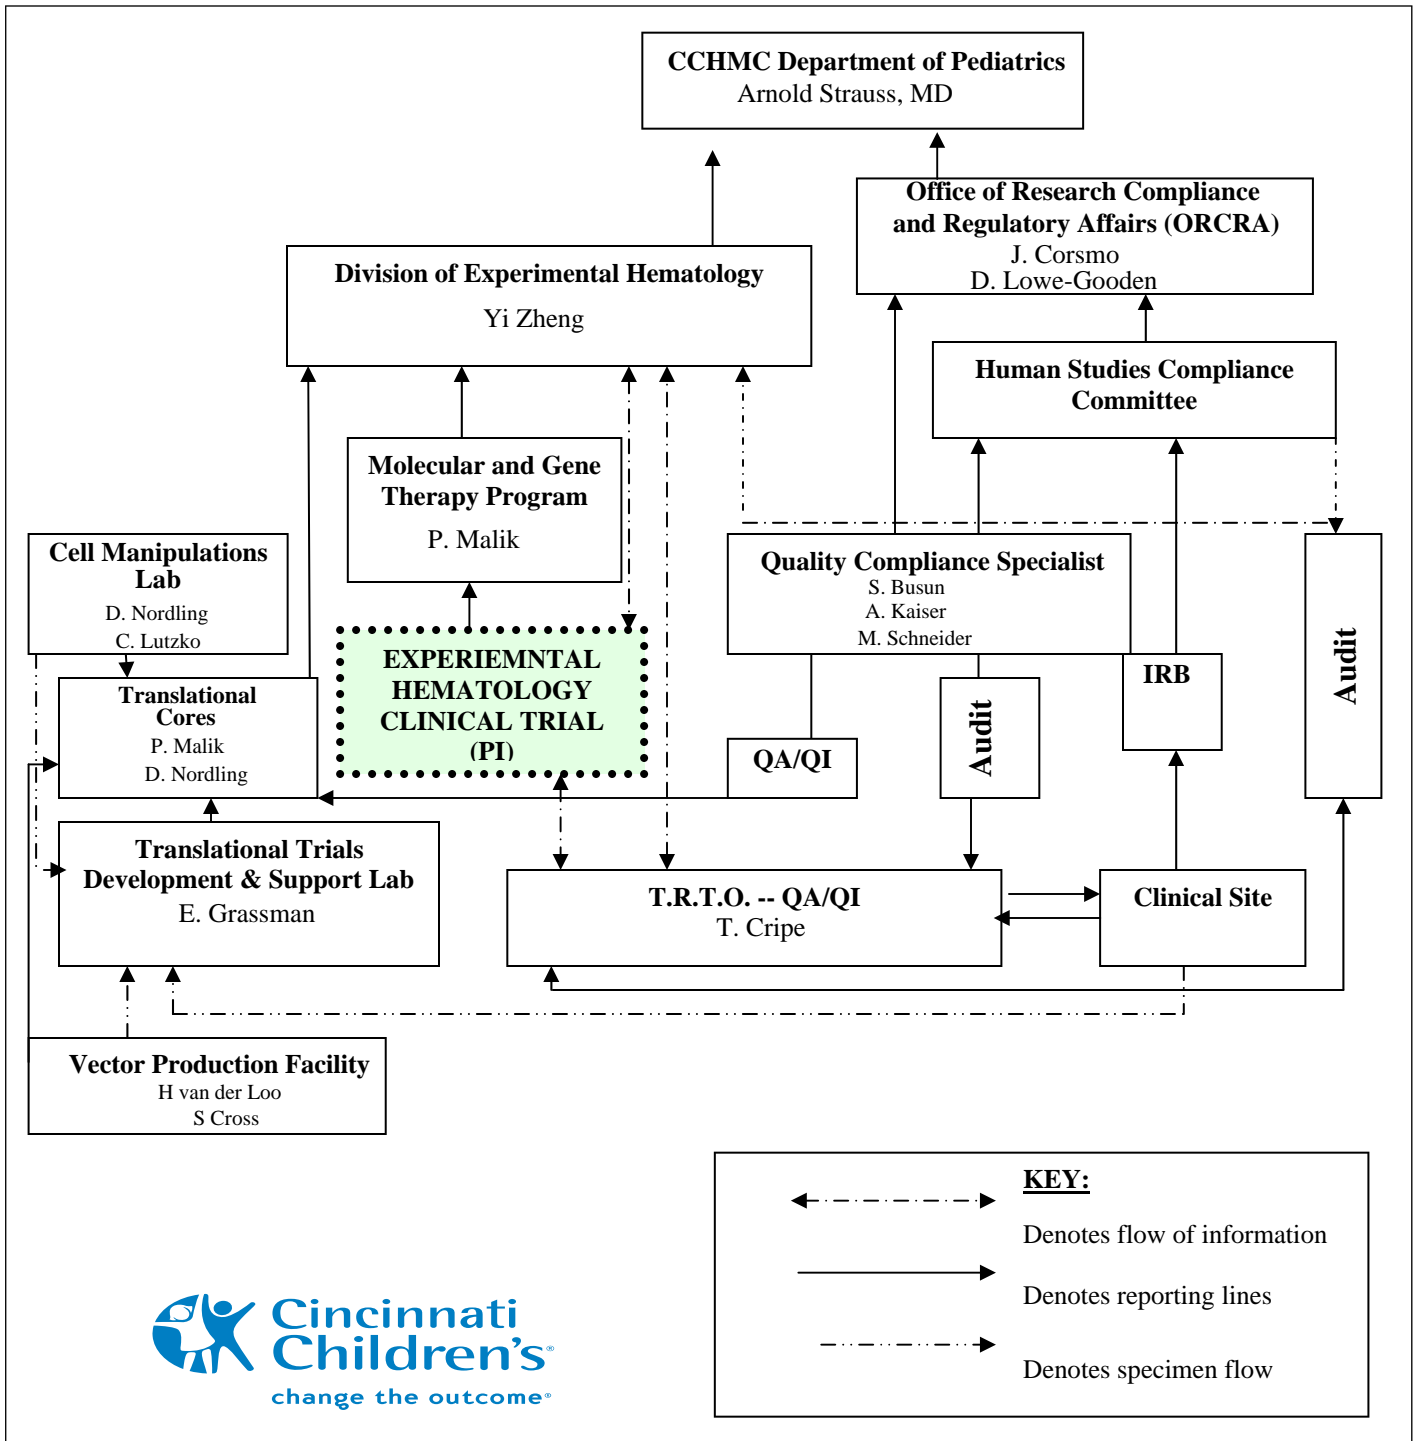 CCHMC Department of Pediatrics
Arnold Strauss, MD
Office of Research Compliance
and Regulatory Affairs (ORCRA)
J. Corsmo
D. Lowe-Gooden
Division of Experimental Hematology
Yi Zheng
Human Studies Compliance
Committee
Molecular and Gene
Therapy Program
P. Malik
Cell Manipulations
Lab
D. Nordling
C. Lutzko
Quality Compliance Specialist
S. Busun
A. Kaiser
M. Schneider
Audit
EXPERIEMNTAL
HEMATOLOGY
CLINICAL TRIAL
(PI)
IRB
Translational
Cores
P. Malik
D. Nordling
QA/QI
Audit
Translational Trials
Development & Support Lab
E. Grassman
T.R.T.O. -- QA/QI
T. Cripe
Clinical Site
Vector Production Facility
H van der Loo
S Cross
KEY:
Denotes flow of information
Denotes reporting lines
Denotes specimen flow
Cincinnati
Children's®
change the outcome®